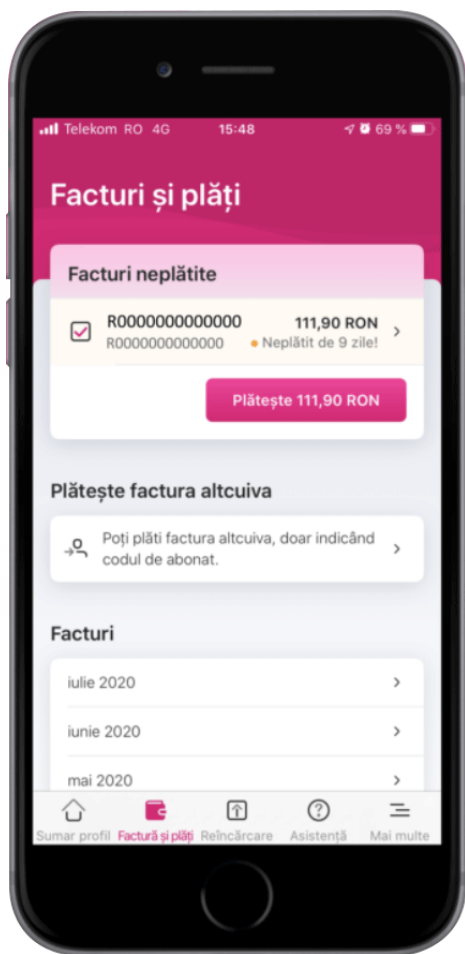 Telekom RO 4G 15:48 69 %
Facturi și plăți
Facturi neplătite
R0000000000000 111,90 RON
R0000000000000 Neplătit de 9 zile!
Plătește 111,90 RON
Plătește factura altcuiva
Poți plăti factura altcuiva, doar indicând
codul de abonat.
Facturi
iulie 2020
iunie 2020
mai 2020
Sumar profil Factură și plăți Reîncărcare Asistență Mai multe